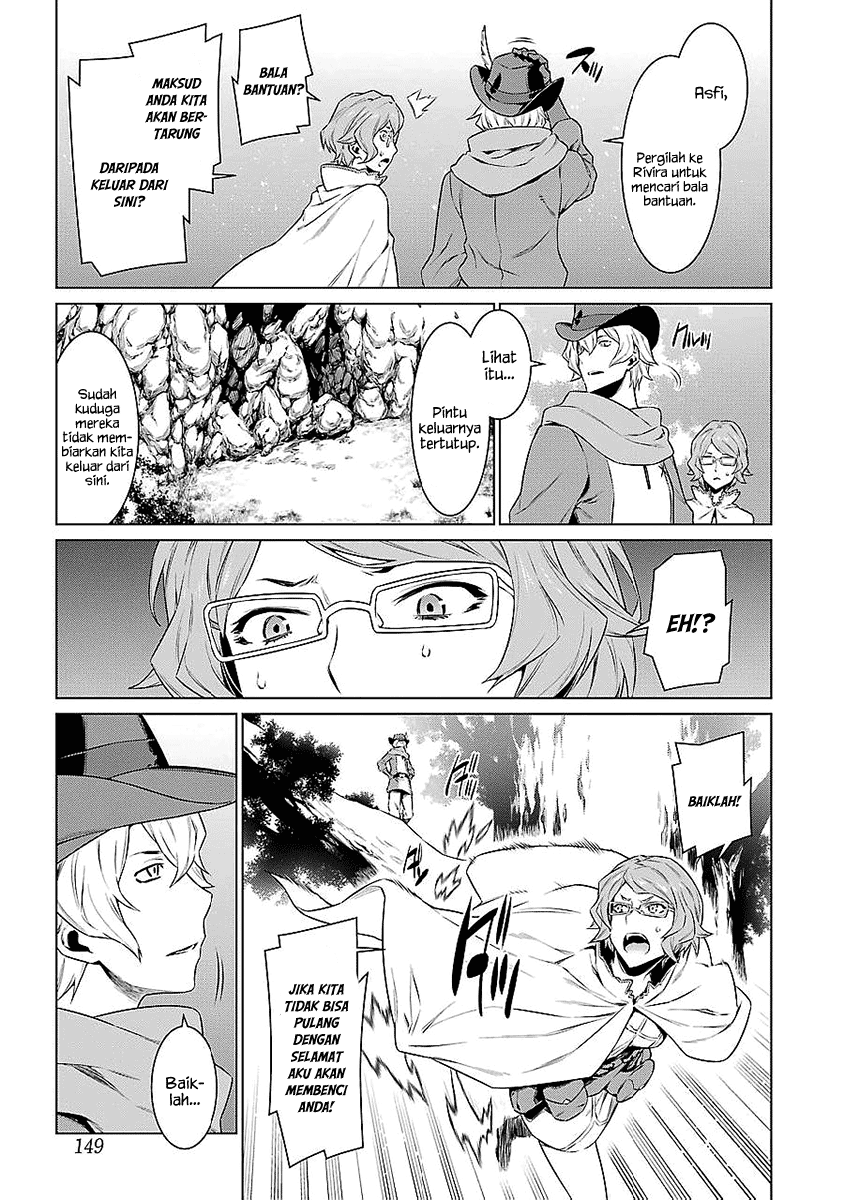 Asfi,
Pergilah ke
Rivira untuk
mencari bala
bantuan.
BALA
BANTUAN?
MAKSUD
ANDA KITA
AKAN BER-
TARUNG
DARIPADA
KELUAR DARI
SINI?
Lihat
itu...
Pintu
keluarnya
tertutup.
Sudah
kuduga
mereka
tidak mem-
biarkan kita
keluar dari
sini.
EH!?
BAIKLAH!
JIKA KITA
TIDAK BISA
PULANG
DENGAN
SELAMAT
AKU AKAN
MEMBENCI
ANDA!
Baik-
lah...
149